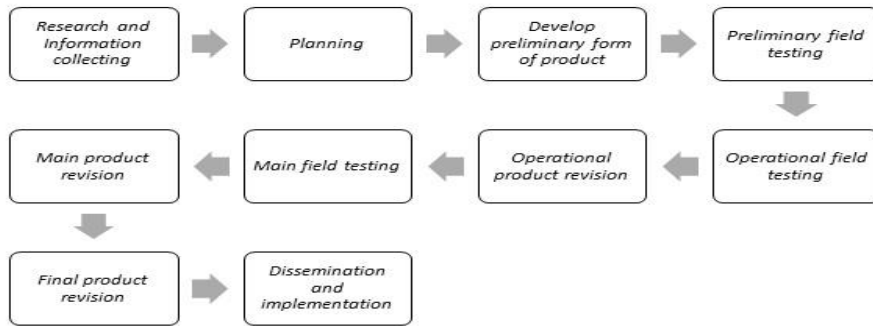 Research and
Information
collecting
Planning
Develop
preliminary form
of product
Preliminary field
testing
Operational field
testing
Operational
product revision
Main field testing
Main product
revision
Final product
revision
Dissemination
and
implementation